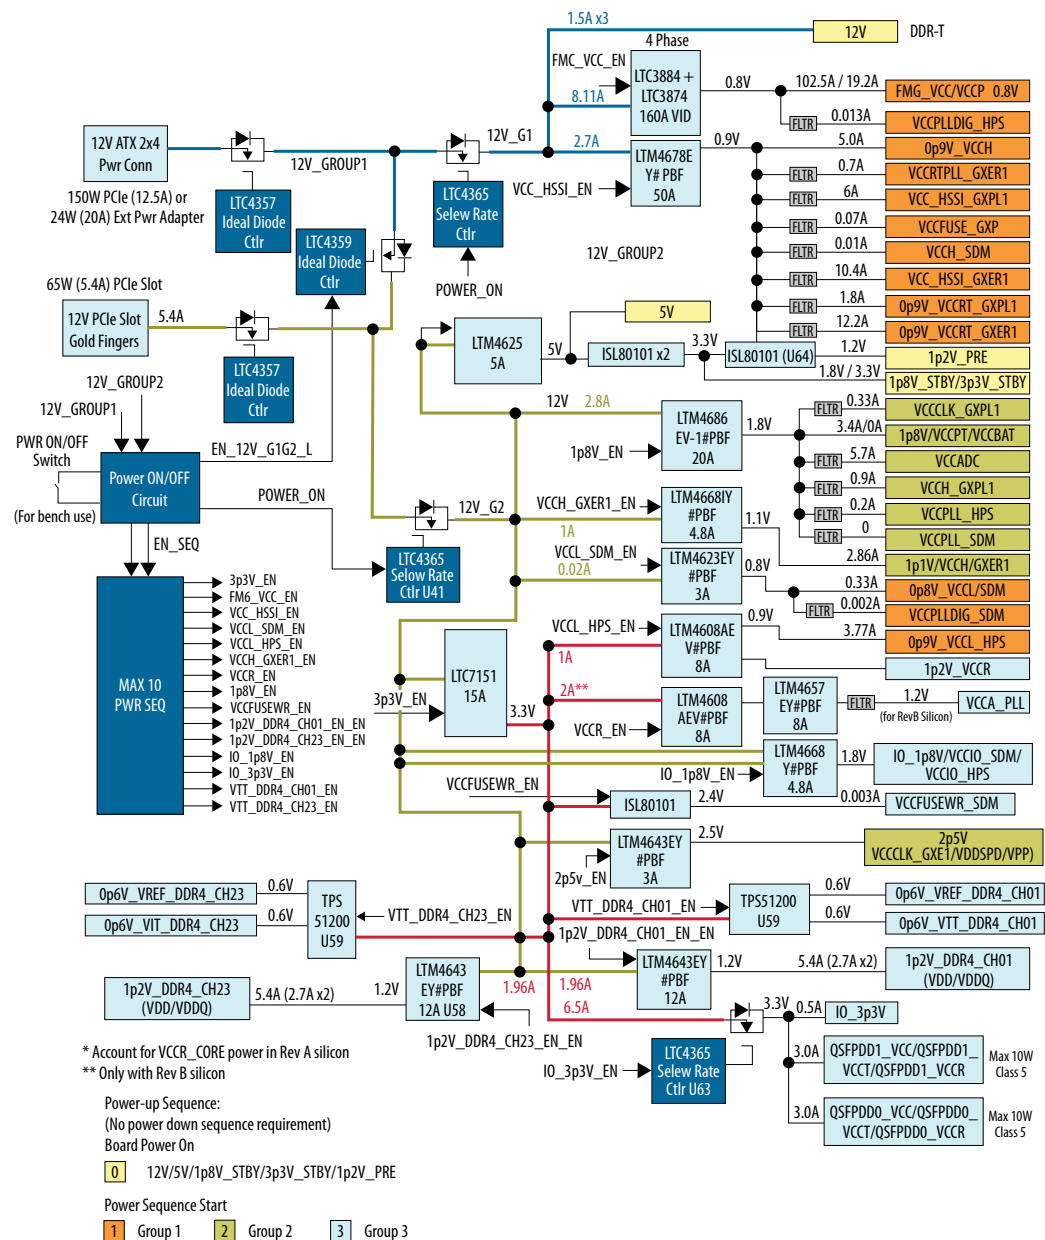 1.5A x3
12V
DDR-T
4 Phase
FMC_VCC_EN
LTC3884 +
LTC3874
160A VID
8.11A
0.8V
102.5A / 19.2A
FMG_VCC/VCCP 0.8V
FLTR
0.013A
VCCPLLDIG_HPS
12V ATX 2x4
Pwr Conn
12V_GROUP1
12V_G1
2.7A
LTM4678E
Y# PBF
50A
VCC_HSSI_EN
0.9V
5.0A
0p9V_VCCH
FLTR
0.7A
VCCRTPLL_GXER1
FLTR
6A
VCC_HSSI_GXPL1
FLTR
0.07A
VCCFUSE_GXP
FLTR
0.01A
VCCH_SDM
FLTR
10.4A
VCC_HSSI_GXER1
FLTR
1.8A
0p9V_VCCRT_GXPL1
FLTR
12.2A
0p9V_VCCRT_GXER1
150W PCIe (12.5A) or
24W (20A) Ext Pwr Adapter
LTC4357
Ideal Diode
Ctlr
LTC4359
Ideal Diode
Ctlr
LTC4365
Selew Rate
Ctlr
POWER_ON
12V_GROUP2
65W (5.4A) PCIe Slot
12V PCIe Slot
Gold Fingers
5.4A
LTC4357
Ideal Diode
Ctlr
LTM4625
5A
5V
5V
ISL80101 x2
3.3V
ISL80101 (U64)
1.2V
1p2V_PRE
1.8V / 3.3V
1p8V_STBY/3p3V_STBY
12V_GROUP2
12V_GROUP1
PWR ON/OFF
Switch
(For bench use)
Power ON/OFF
Circuit
EN_12V_G1G2_L
POWER_ON
EN_SEQ
12V
2.8A
LTM4686
EV-1#PBF
20A
1p8V_EN
1.8V
FLTR
0.33A
VCCCLK_GXPL1
3.4A/0A
1p8V/VCCPT/VCCBAT
FLTR
5.7A
VCCADC
FLTR
0.9A
VCCH_GXPL1
FLTR
0.2A
VCCPLL_HPS
FLTR
0
VCCPLL_SDM
12V_G2
LTC4365
Selow Rate
Ctlr U41
VCCH_GXER1_EN
1A
LTM4668IY
#PBF
4.8A
1.1V
2.86A
1p1V/VCCH/GXER1
VCCL_SDM_EN
0.02A
LTM4623EY
#PBF
3A
0.8V
0.33A
0p8V_VCCL/SDM
FLTR
0.002A
VCCPLLDIG_SDM
VCCL_HPS_EN
1A
LTM4608AE
V#PBF
8A
0.9V
3.77A
0p9V_VCCL_HPS
1p2V_VCCR
MAX 10
PWR SEQ
3p3V_EN
FM6_VCC_EN
VCC_HSSI_EN
VCCL_SDM_EN
VCCL_HPS_EN
VCCH_GXER1_EN
VCCR_EN
1p8V_EN
VCCFUSEWR_EN
1p2V_DDR4_CH01_EN_EN
1p2V_DDR4_CH23_EN_EN
IO_1p8V_EN
IO_3p3V_EN
VTT_DDR4_CH01_EN
VTT_DDR4_CH23_EN
3p3V_EN
LTC7151
15A
3.3V
2A**
VCCR_EN
LTM4608
AEV#PBF
8A
LTM4657
EY#PBF
8A
FLTR
1.2V
(for RevB Silicon)
VCCA_PLL
IO_1p8V_EN
LTM4668
Y#PBF
4.8A
1.8V
IO_1p8V/VCCIO_SDM/
VCCIO_HPS
VCCFUSEWR_EN
ISL80101
2.4V
0.003A
VCCFUSEWR_SDM
2p5v_EN
LTM4643EY
#PBF
3A
2.5V
2p5V
VCCCLK_GXE1/VDDSPD/VPP)
0p6V_VREF_DDR4_CH23
0.6V
0p6V_VIT_DDR4_CH23
0.6V
TPS
51200
U59
VTT_DDR4_CH23_EN
VTT_DDR4_CH01_EN
TPS51200
U59
0.6V
0p6V_VREF_DDR4_CH01
0.6V
0p6V_VTT_DDR4_CH01
1p2V_DDR4_CH01_EN_EN
1p2V_DDR4_CH23
(VDD/VDDQ)
5.4A (2.7A x2)
1.2V
LTM4643
EY#PBF
12A U58
1.96A
1.96A
LTM4643EY
#PBF
12A
1.2V
5.4A (2.7A x2)
1p2V_DDR4_CH01
(VDD/VDDQ)
1p2V_DDR4_CH23_EN_EN
6.5A
3.3V
0.5A
IO_3p3V
IO_3p3V_EN
LTC4365
Selew Rate
Ctlr U63
3.0A
QSFPDD1_VCC/QSFPDD1_
VCCT/QSFPDD1_VCCR
Max 10W
Class 5
3.0A
QSFPDD0_VCC/QSFPDD0_
VCCT/QSFPDD0_VCCR
Max 10W
Class 5
* Account for VCCR_CORE power in Rev A silicon
** Only with Rev B silicon
Power-up Sequence:
(No power down sequence requirement)
Board Power On
0 12V/5V/1p8V_STBY/3p3V_STBY/1p2V_PRE
Power Sequence Start
1 Group 1 2 Group 2 3 Group 3